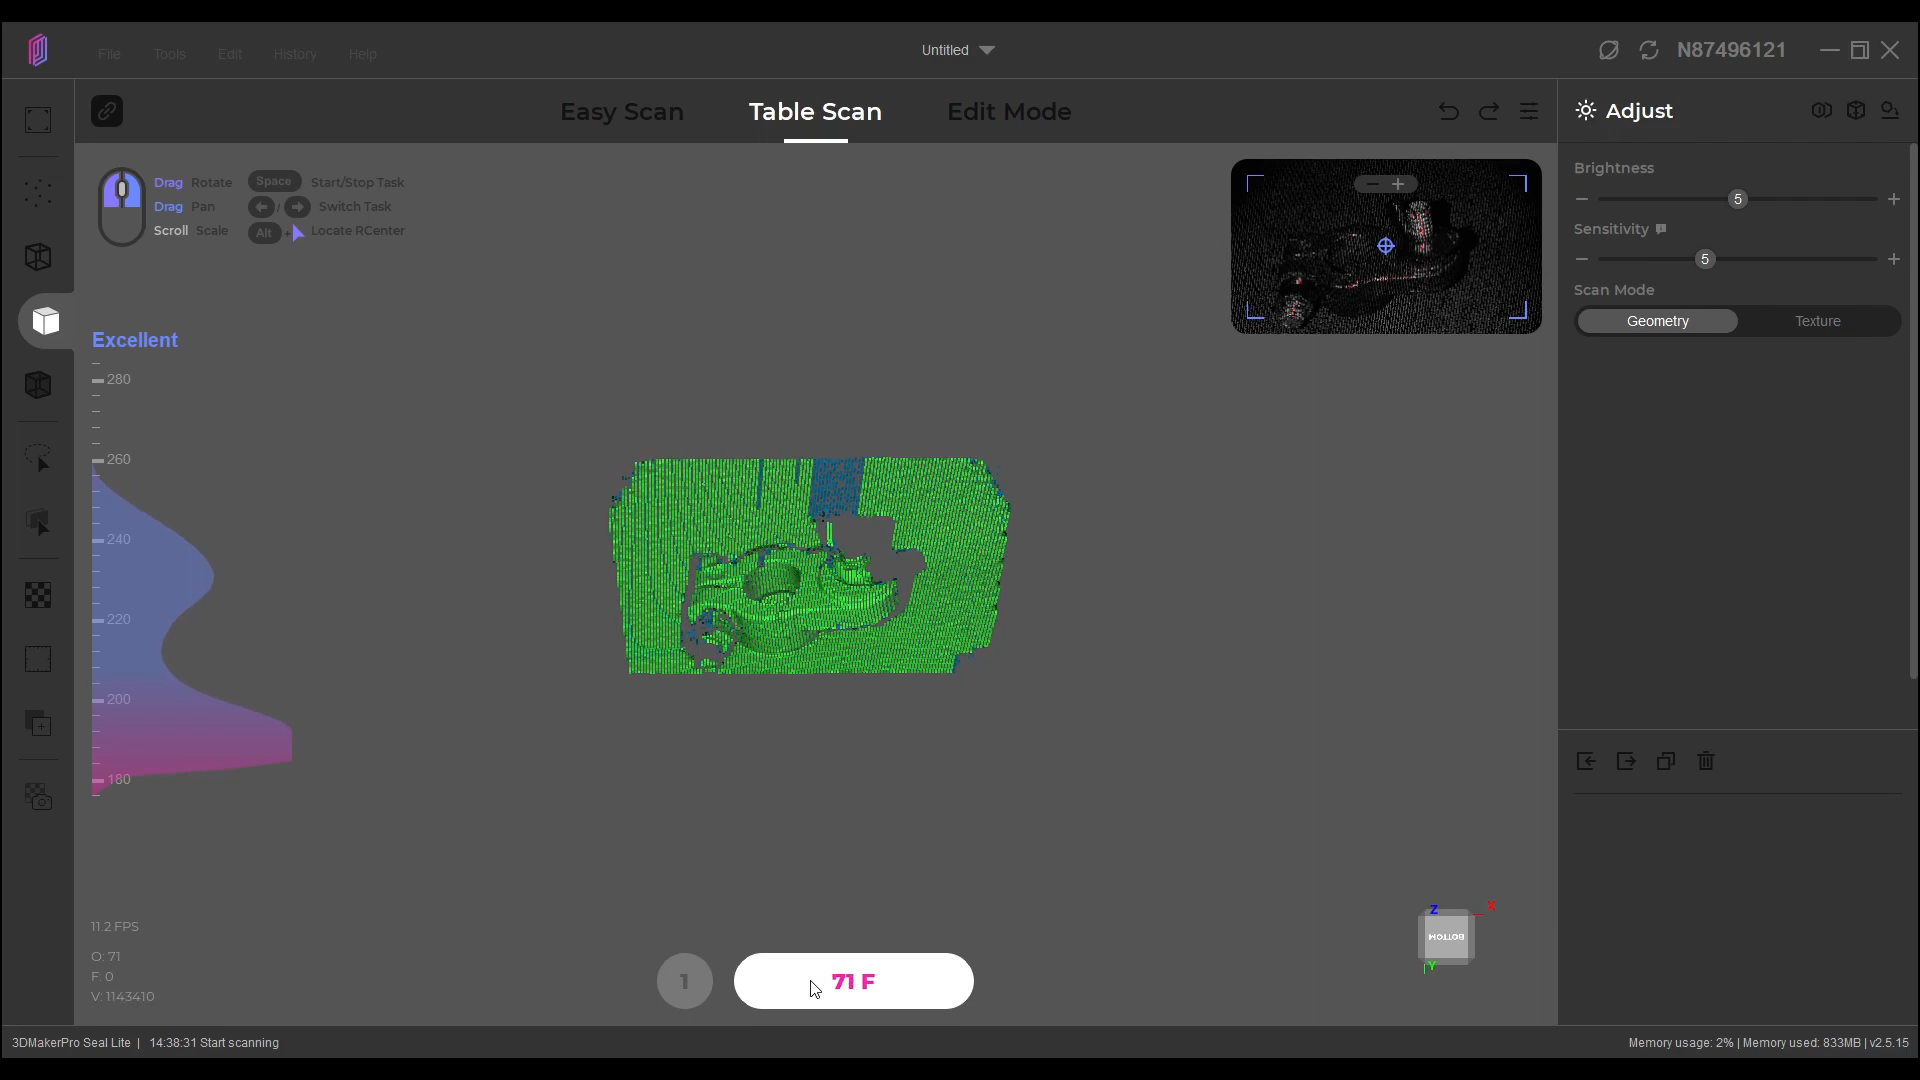 File Tools Edit History Help
Untitled
N87496121
Easy Scan Table Scan Edit Mode
Adjust
Drag Rotate Space Start/Stop Task
Drag Pan / Switch Task
Scroll Scale Alt + Locate RCenter
Brightness
5
Sensitivity
5
Scan Mode
Geometry Texture
Excellent
280
260
240
220
200
180
11.2 FPS
O: 71
F: 0
V: 1143410
1
71 F
Z X
BOTTOM
Y
3DMakerPro Seal Lite | 14:38:31 Start scanning
Memory usage: 2% | Memory used: 833MB | v2.5.15